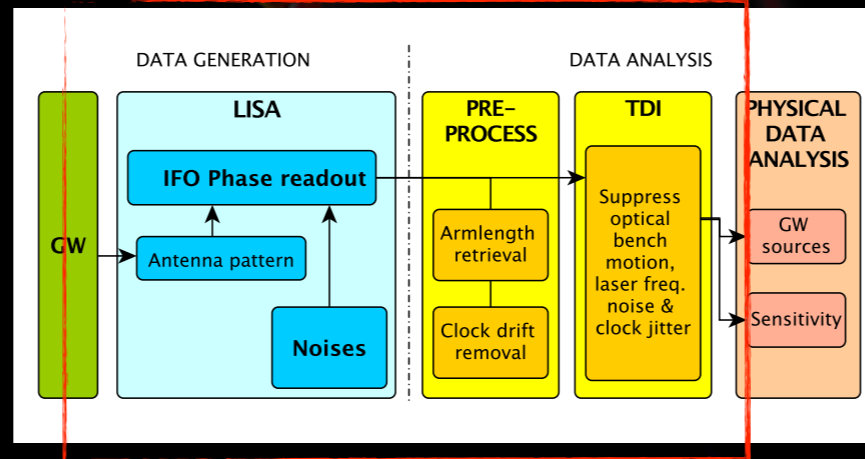 DATA GENERATION
DATA ANALYSIS
GW
LISA
IFO Phase readout
Antenna pattern
Noises
PRE-
PROCESS
Armlength
retrieval
Clock drift
removal
TDI
Suppress
optical
bench
motion,
laser freq.
noise &
clock jitter
PHYSICAL
DATA
ANALYSIS
GW
sources
Sensitivity